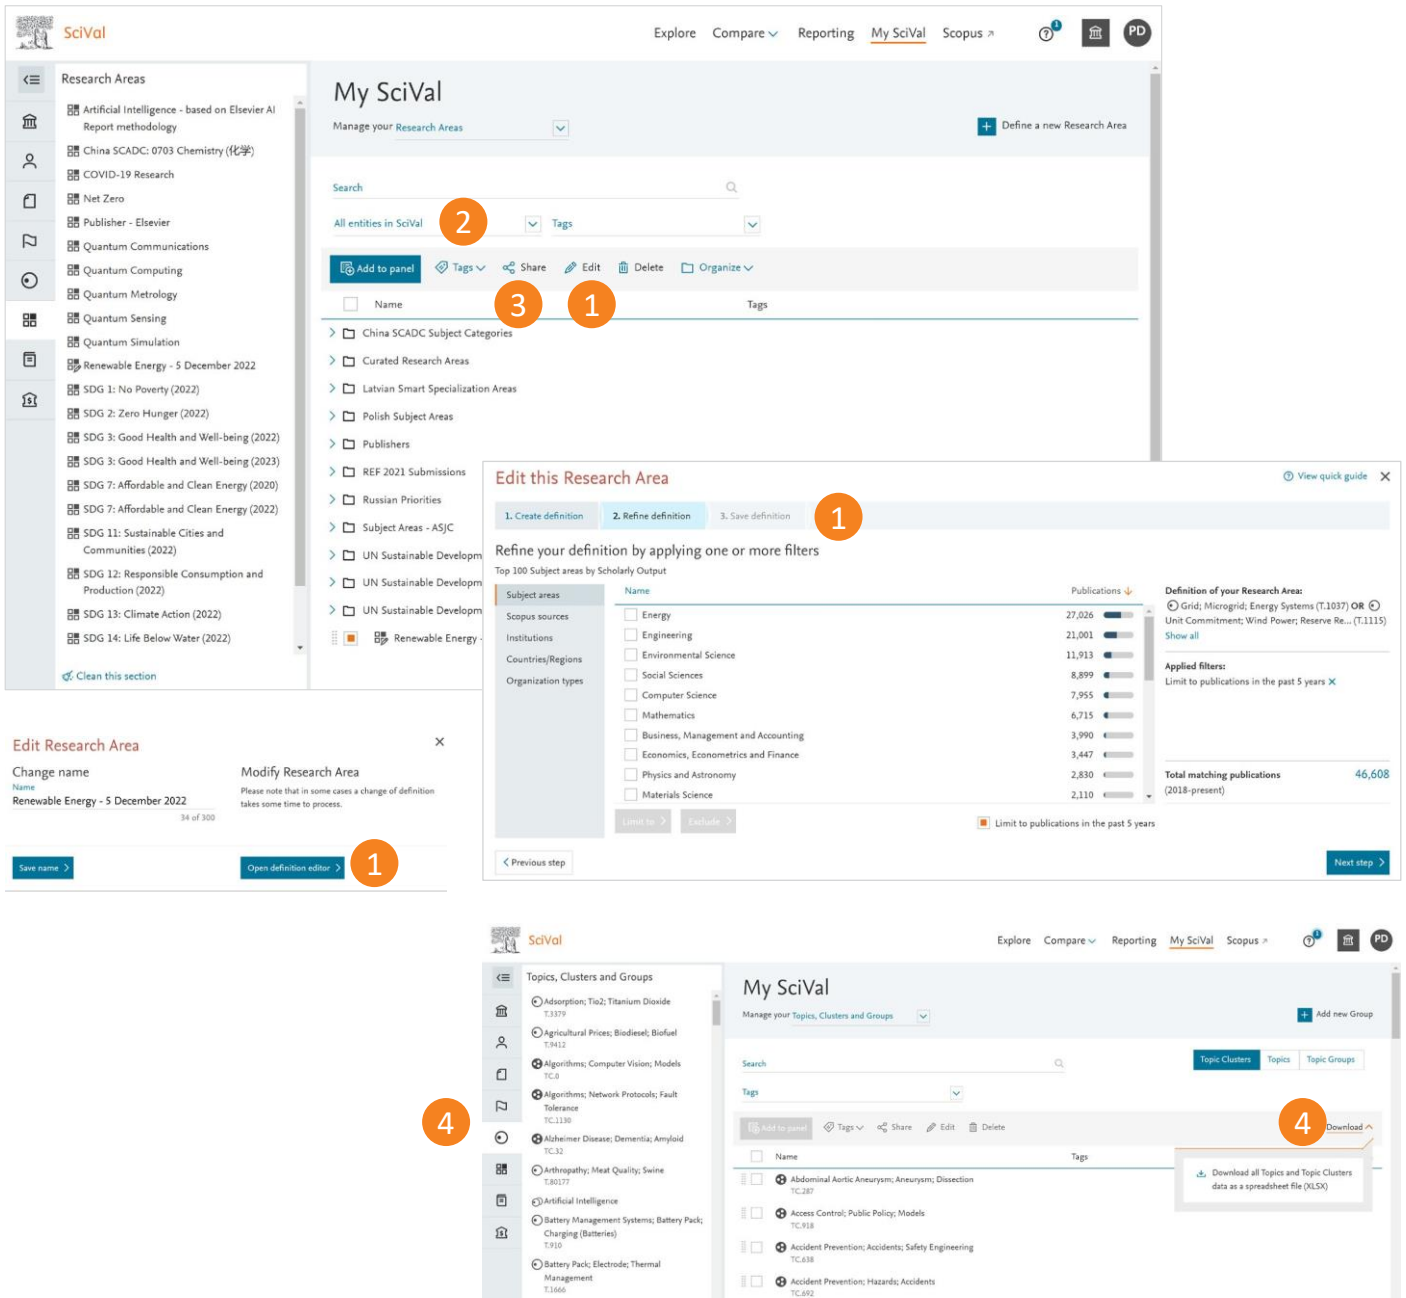 SciVal
Explore Compare Reporting My SciVal Scopus
1
PD
Research Areas
Artificial Intelligence - based on Elsevier AI
Report methodology
China SCADC: 0703 Chemistry (化学)
COVID-19 Research
Net Zero
Publisher - Elsevier
Quantum Communications
Quantum Computing
Quantum Metrology
Quantum Sensing
Quantum Simulation
Renewable Energy - 5 December 2022
SDG 1: No Poverty (2022)
SDG 2: Zero Hunger (2022)
SDG 3: Good Health and Well-being (2022)
SDG 3: Good Health and Well-being (2023)
SDG 7: Affordable and Clean Energy (2020)
SDG 7: Affordable and Clean Energy (2022)
SDG 11: Sustainable Cities and
Communities (2022)
SDG 12: Responsible Consumption and
Production (2022)
SDG 13: Climate Action (2022)
SDG 14: Life Below Water (2022)
Clean this section
My SciVal
Manage your Research Areas
Define a new Research Area
Search
All entities in SciVal
2
Tags
Add to panel Tags Share Edit Delete Organize
3
1
Name Tags
China SCADC Subject Categories
Curated Research Areas
Latvian Smart Specialization Areas
Polish Subject Areas
Publishers
REF 2021 Submissions
Russian Priorities
Subject Areas - ASJC
UN Sustainable Developm
UN Sustainable Developm
UN Sustainable Developm
Renewable Energy -
Edit this Research Area
View quick guide
1. Create definition 2. Refine definition 3. Save definition
1
Refine your definition by applying one or more filters
Top 100 Subject areas by Scholarly Output
Subject areas
Scopus sources
Institutions
Countries/Regions
Organization types
Name Publications
Energy 27,026
Engineering 21,001
Environmental Science 11,913
Social Sciences 8,899
Computer Science 7,955
Mathematics 6,715
Business, Management and Accounting 3,990
Economics, Econometrics and Finance 3,447
Physics and Astronomy 2,830
Materials Science 2,110
Limit to Exclude
Limit to publications in the past 5 years
Definition of your Research Area:
Grid; Microgrid; Energy Systems (T.1037) OR
Unit Commitment; Wind Power; Reserve Re... (T.1115)
Show all
Applied filters:
Limit to publications in the past 5 years
Total matching publications 46,608
(2018-present)
Previous step
Next step
Edit Research Area
Change name
Name
Renewable Energy - 5 December 2022
34 of 300
Save name
Modify Research Area
Please note that in some cases a change of definition
takes some time to process.
Open definition editor
1
SciVal
Explore Compare Reporting My SciVal Scopus
1
PD
Topics, Clusters and Groups
Adsorption; Tio2; Titanium Dioxide
T.3379
Agricultural Prices; Biodiesel; Biofuel
T.9412
Algorithms; Computer Vision; Models
TC.0
Algorithms; Network Protocols; Fault
Tolerance
TC.1130
4
Alzheimer Disease; Dementia; Amyloid
TC.32
Arthropathy; Meat Quality; Swine
T.80177
Artificial Intelligence
Battery Management Systems; Battery Pack;
Charging (Batteries)
T.910
Battery Pack; Electrode; Thermal
Management
T.1666
My SciVal
Manage your Topics, Clusters and Groups
Add new Group
Search
Topic Clusters Topics Topic Groups
Tags
Add to panel Tags Share Edit Delete
4
Download
Name Tags
Download all Topics and Topic Clusters
data as a spreadsheet file (XLSX)
Abdominal Aortic Aneurysm; Aneurysm; Dissection
TC.287
Access Control; Public Policy; Models
TC.918
Accident Prevention; Accidents; Safety Engineering
TC.638
Accident Prevention; Hazards; Accidents
TC.692